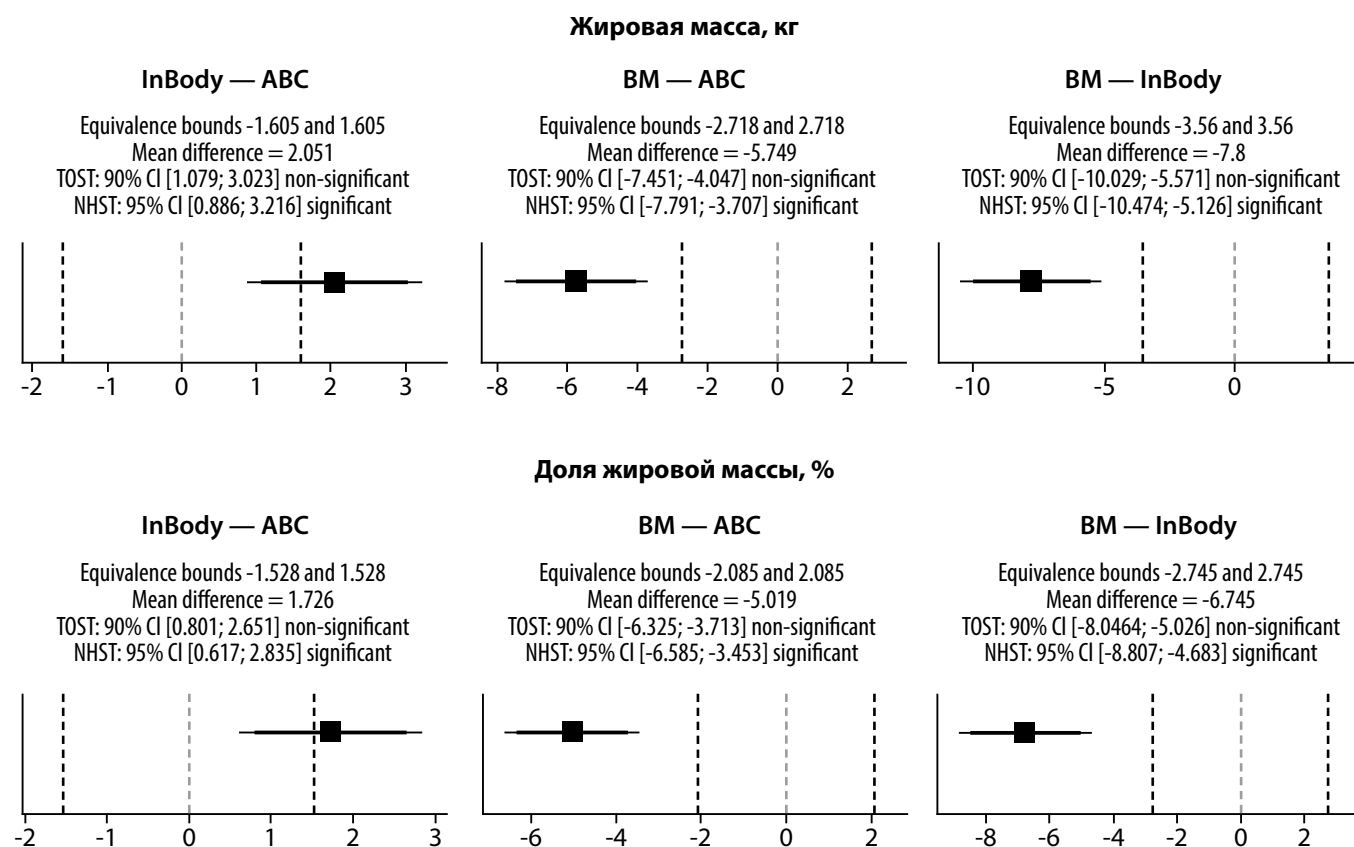 Жировая масса, кг
InBody — ABC
Equivalence bounds -1.605 and 1.605
Mean difference = 2.051
TOST: 90% CI [1.079; 3.023] non-significant
NHST: 95% CI [0.886; 3.216] significant
-2 -1 0 1 2 3
BM — ABC
Equivalence bounds -2.718 and 2.718
Mean difference = -5.749
TOST: 90% CI [-7.451; -4.047] non-significant
NHST: 95% CI [-7.791; -3.707] significant
-8 -6 -4 -2 0 2
BM — InBody
Equivalence bounds -3.56 and 3.56
Mean difference = -7.8
TOST: 90% CI [-10.029; -5.571] non-significant
NHST: 95% CI [-10.474; -5.126] significant
-10 -5 0
Доля жировой массы, %
InBody — ABC
Equivalence bounds -1.528 and 1.528
Mean difference = 1.726
TOST: 90% CI [0.801; 2.651] non-significant
NHST: 95% CI [0.617; 2.835] significant
-2 -1 0 1 2 3
BM — ABC
Equivalence bounds -2.085 and 2.085
Mean difference = -5.019
TOST: 90% CI [-6.325; -3.713] non-significant
NHST: 95% CI [-6.585; -3.453] significant
-6 -4 -2 0 2
BM — InBody
Equivalence bounds -2.745 and 2.745
Mean difference = -6.745
TOST: 90% CI [-8.0464; -5.026] non-significant
NHST: 95% CI [-8.807; -4.683] significant
-8 -6 -4 -2 0 2